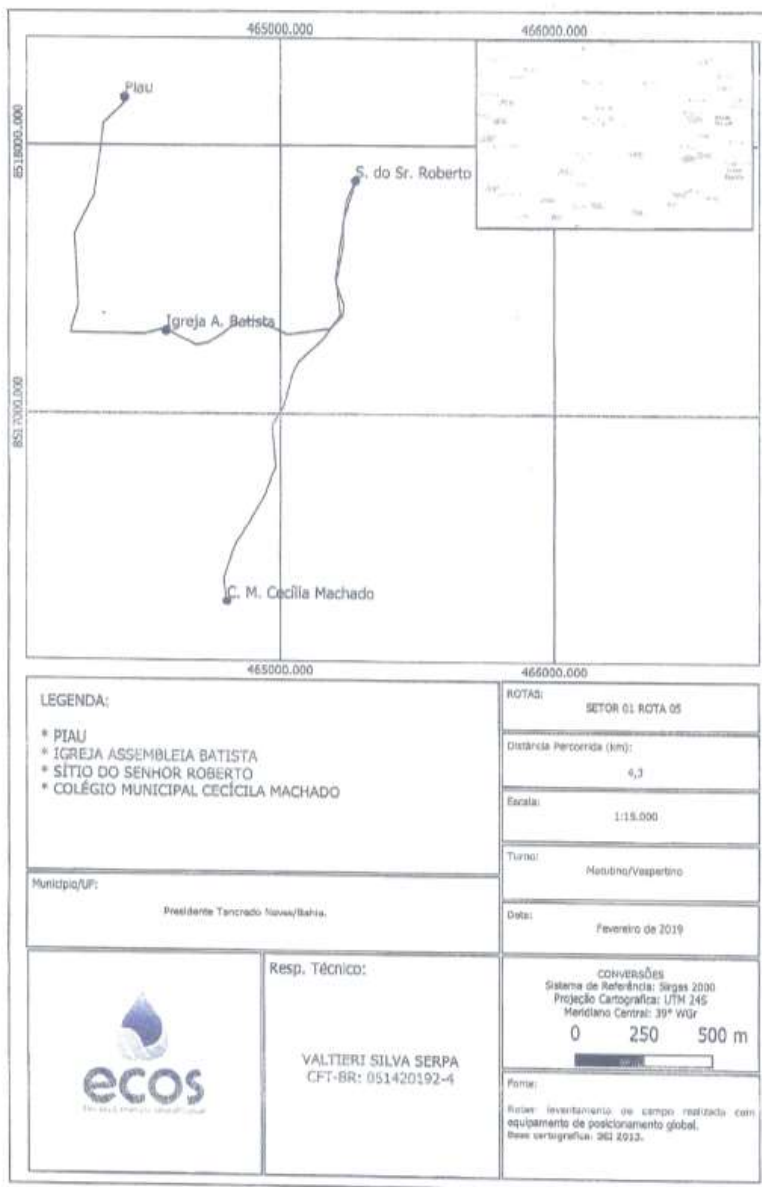 465000.000
466000.000
Piau
8518000.000
S. do Sr. Roberto
Igreja A. Batista
8517000.000
C. M. Cecília Machado
465000.000
466000.000
LEGENDA:
* PIAU
* IGREJA ASSEMBLEIA BATISTA
* SÍTIO DO SENHOR ROBERTO
* COLÉGIO MUNICIPAL CECÍCILA MACHADO
ROTAS:
SETOR 01 ROTA 05
Distância Percorrida (km):
4,3
Escala:
1:15.000
Turno:
Matutino/Vespertino
Município/UF:
Presidente Tancredo Neves/Bahia.
Data:
Fevereiro de 2019
ecos
Resp. Técnico:
VALTIERI SILVA SERPA
CFT-BR: 051420192-4
CONVERSÕES
Sistema de Referência: Sirgas 2000
Projeção Cartografica: UTM 24S
Meridiano Central: 39° WGr
0 250 500 m
Fonte:
Rotas: levantamento de campo realizado com
equipamento de posicionamento global.
Base cartografica: SEI 2013.